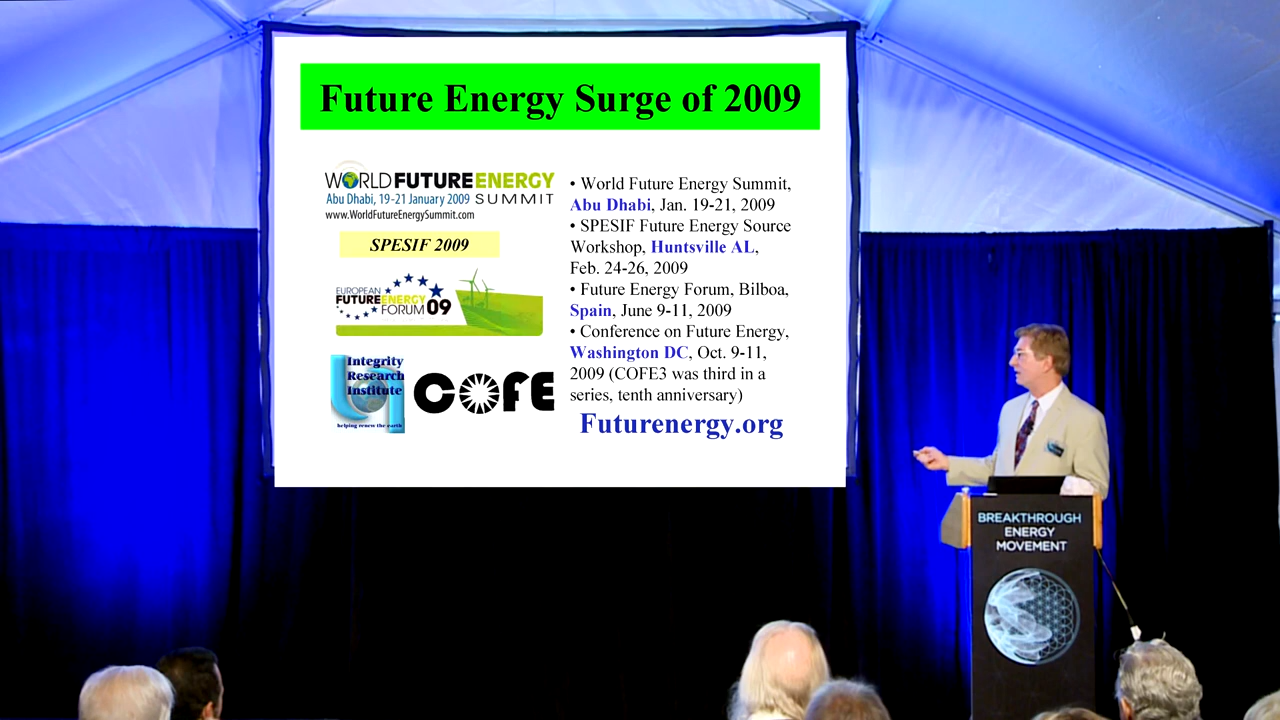 Future Energy Surge of 2009
WORLD FUTURE ENERGY
Abu Dhabi, 19-21 January 2009 SUMMIT
www.WorldFutureEnergySummit.com
SPESIF 2009
EUROPEAN
FUTUREENERGY
FORUM 09
Integrity
Research
Institute
helping renew the earth
COFE
• World Future Energy Summit,
Abu Dhabi, Jan. 19-21, 2009
• SPESIF Future Energy Source
Workshop, Huntsville AL,
Feb. 24-26, 2009
• Future Energy Forum, Bilboa,
Spain, June 9-11, 2009
• Conference on Future Energy,
Washington DC, Oct. 9-11,
2009 (COFE3 was third in a
series, tenth anniversary)
Futurenergy.org
BREAKTHROUGH
ENERGY
MOVEMENT